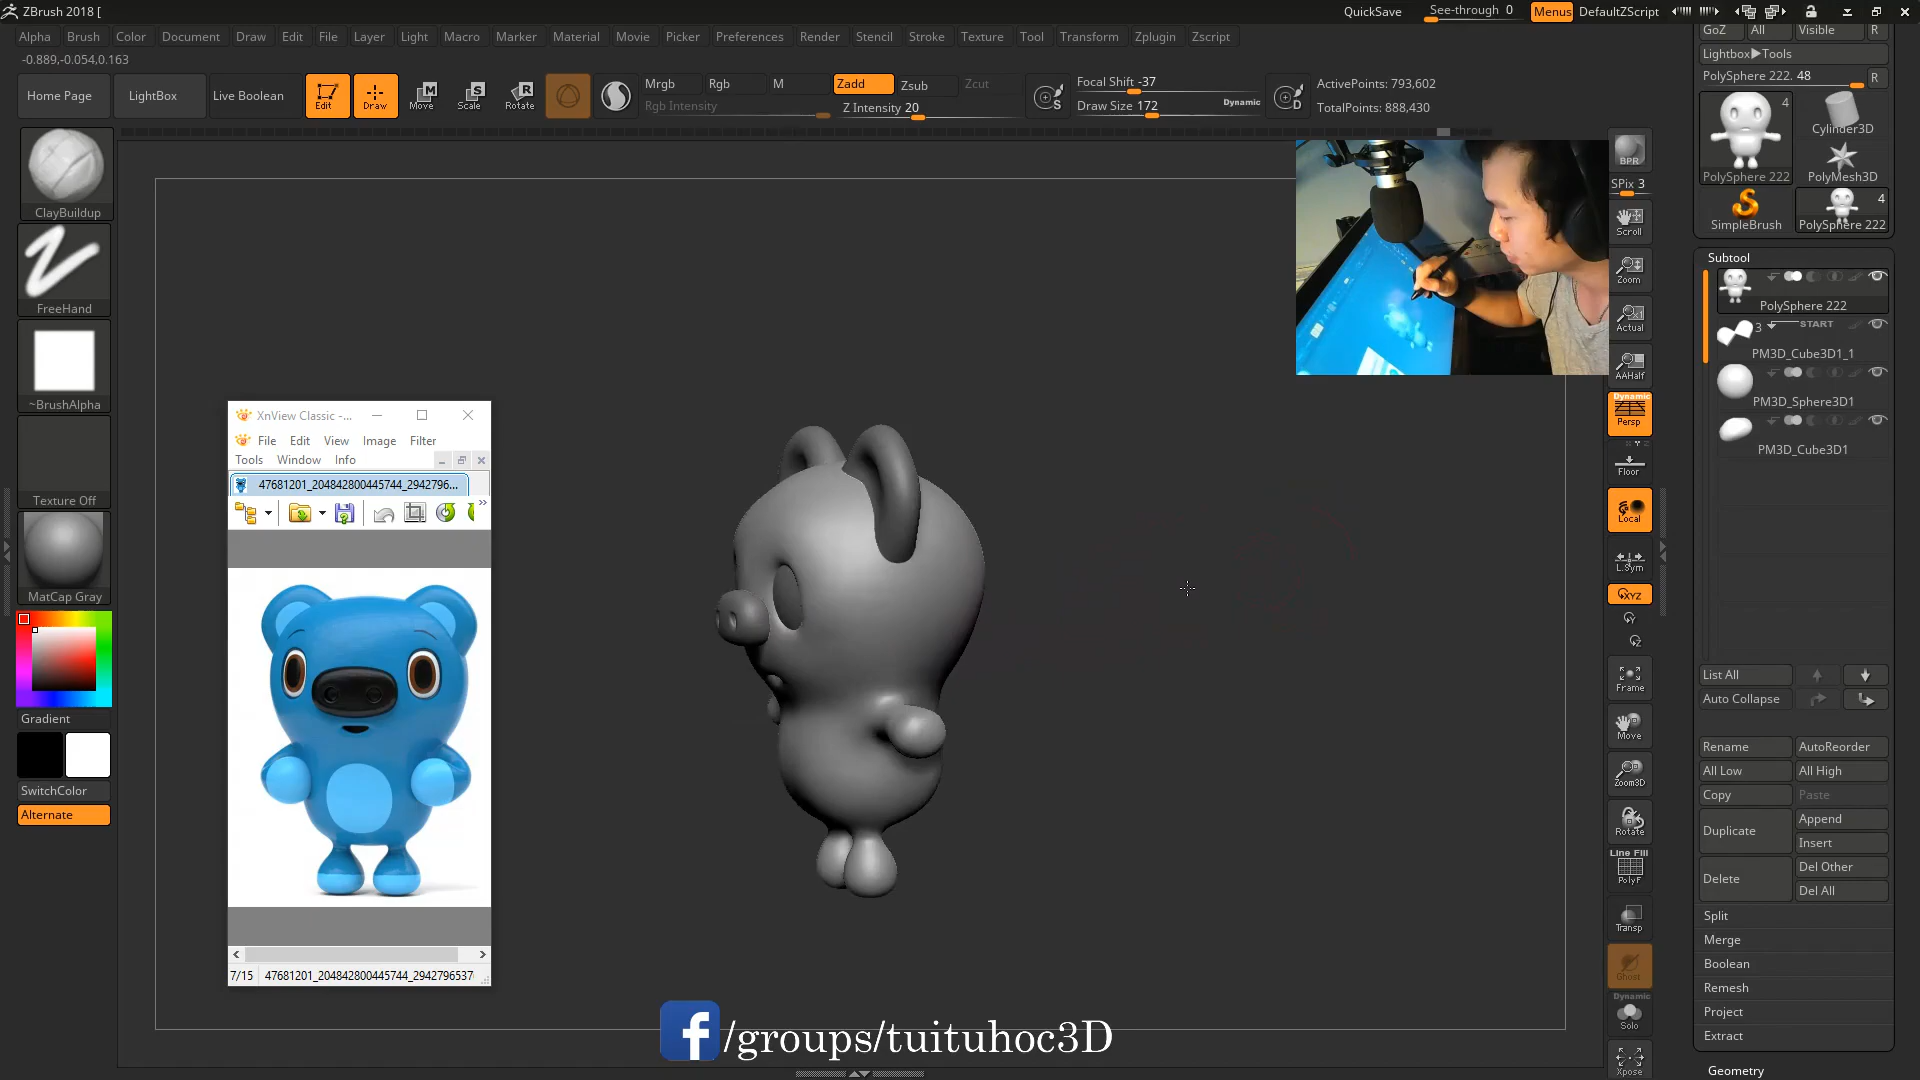 ZBrush 2018 [
QuickSave
See-through 0
Menus
DefaultZScript
Alpha Brush Color Document Draw Edit File Layer Light Macro Marker Material Movie Picker Preferences Render Stencil Stroke Texture Tool Transform Zplugin Zscript
-0.889,-0.054,0.163
Home Page
LightBox
Live Boolean
Edit
Draw
Move
Scale
Rotate
Mrgb
Rgb
M
Rgb Intensity
Zadd
Zsub
Zcut
Z Intensity 20
Focal Shift -37
Draw Size 172
Dynamic
ActivePoints: 793,602
TotalPoints: 888,430
ClayBuildup
FreeHand
~BrushAlpha
Texture Off
MatCap Gray
Gradient
SwitchColor
Alternate
XnView Classic -...
File Edit View Image Filter
Tools Window Info
47681201_204842800445744_2942796...
7/15
47681201_204842800445744_2942796537
/groups/tuituhoc3D
BPR
SPix 3
Scroll
Zoom
Actual
AAHalf
Dynamic
Persp
Floor
Local
L.Sym
XYZ
Frame
Move
Zoom3D
Rotate
Line Fill
PolyF
Transp
Ghost
Dynamic
Solo
Xpose
GoZ
All
Visible
R
Lightbox▶Tools
PolySphere 222. 48
R
4
PolySphere 222
Cylinder3D
PolyMesh3D
SimpleBrush
4
PolySphere 222
Subtool
PolySphere 222
3
START
PM3D_Cube3D1_1
PM3D_Sphere3D1
PM3D_Cube3D1
List All
Auto Collapse
Rename
AutoReorder
All Low
All High
Copy
Paste
Duplicate
Append
Insert
Delete
Del Other
Del All
Split
Merge
Boolean
Remesh
Project
Extract
Geometry